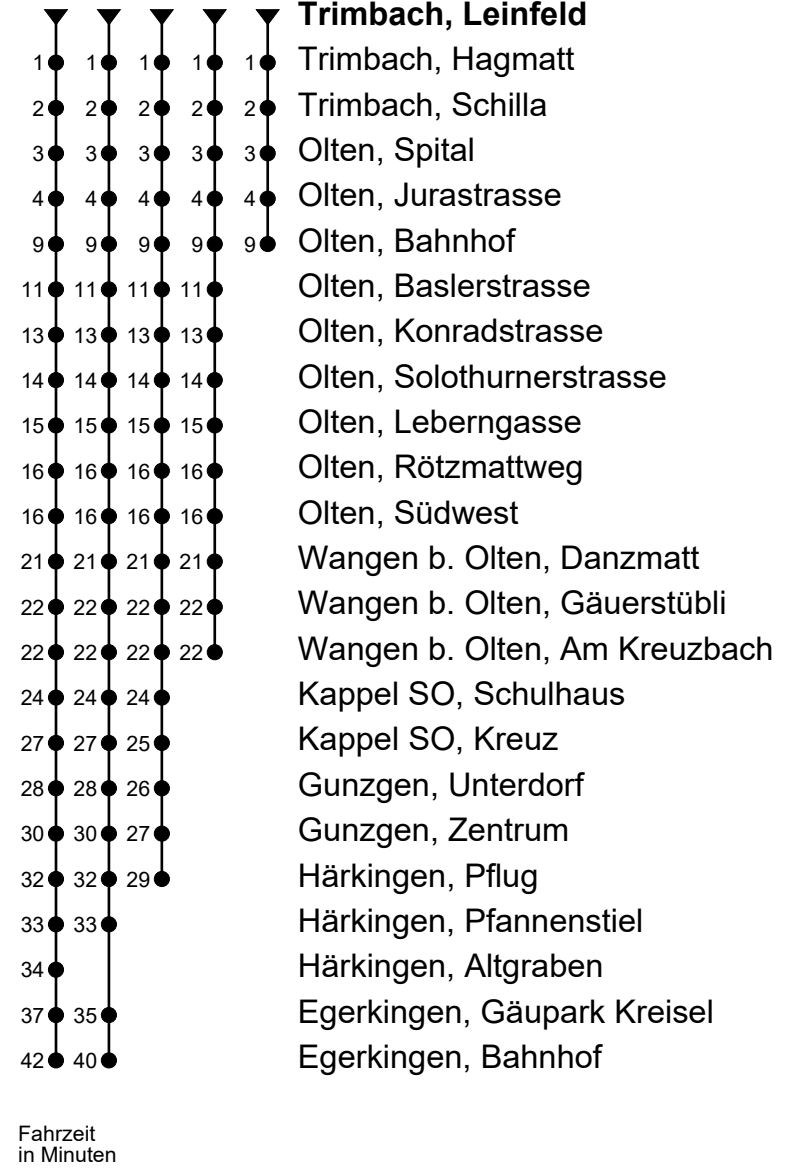 Trimbach, Leinfeld
1 1 1 1 1 Trimbach, Hagmatt
2 2 2 2 2 Trimbach, Schilla
3 3 3 3 3 Olten, Spital
4 4 4 4 4 Olten, Jurastrasse
9 9 9 9 9 Olten, Bahnhof
11 11 11 11 Olten, Baslerstrasse
13 13 13 13 Olten, Konradstrasse
14 14 14 14 Olten, Solothurnerstrasse
15 15 15 15 Olten, Leberngasse
16 16 16 16 Olten, Rötzmattweg
16 16 16 16 Olten, Südwest
21 21 21 21 Wangen b. Olten, Danzmatt
22 22 22 22 Wangen b. Olten, Gäuerstübli
22 22 22 22 Wangen b. Olten, Am Kreuzbach
24 24 24 Kappel SO, Schulhaus
27 27 25 Kappel SO, Kreuz
28 28 26 Gunzgen, Unterdorf
30 30 27 Gunzgen, Zentrum
32 32 29 Härkingen, Pflug
33 33 Härkingen, Pfannenstiel
34 Härkingen, Altgraben
37 35 Egerkingen, Gäupark Kreisel
42 40 Egerkingen, Bahnhof
Fahrzeit
in Minuten